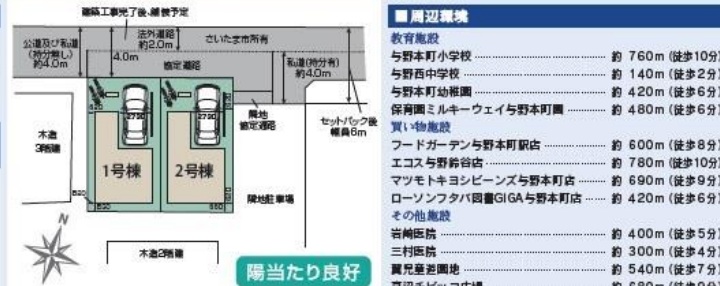 建築工事完了後、越後予定
法外道路
約2.0m
さいたま市所有
公道及び私道
(持分無し)
約4.0m
4.0m
協定道路
私道(持分有)
約4.0m
隣地
協定道路
セットバック後
幅員6m
木造
3階建
2700
2700
1号棟
2号棟
隣地駐車場
N
木造2階建
陽当たり良好
■周辺環境
教育施設
与野本町小学校 約 760m (徒歩10分)
与野西中学校 約 140m (徒歩2分)
与野本町幼稚園 約 420m (徒歩6分)
保育園ミルキーウェイ与野本町園 約 480m (徒歩6分)
買い物施設
フードガーデン与野本町駅店 約 600m (徒歩8分)
エコス与野鈴谷店 約 780m (徒歩10分)
マツモトキヨシビーンズ与野本町店 約 690m (徒歩9分)
ローソンフタバ図書GIGA与野本町店 約 420m (徒歩6分)
その他施設
岩崎医院 約 400m (徒歩5分)
三村医院 約 300m (徒歩4分)
翼児童遊園地 約 540m (徒歩7分)